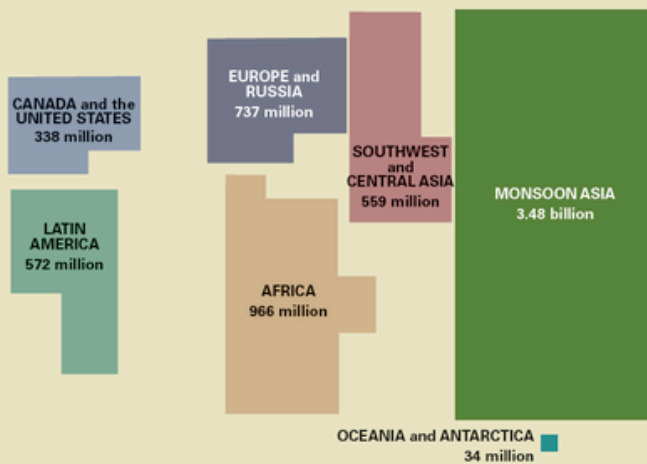 CANADA and the
UNITED STATES
338 million
LATIN
AMERICA
572 million
EUROPE and
RUSSIA
737 million
AFRICA
966 million
SOUTHWEST
and
CENTRAL ASIA
559 million
MONSOON ASIA
3.48 billion
OCEANIA and ANTARCTICA
34 million